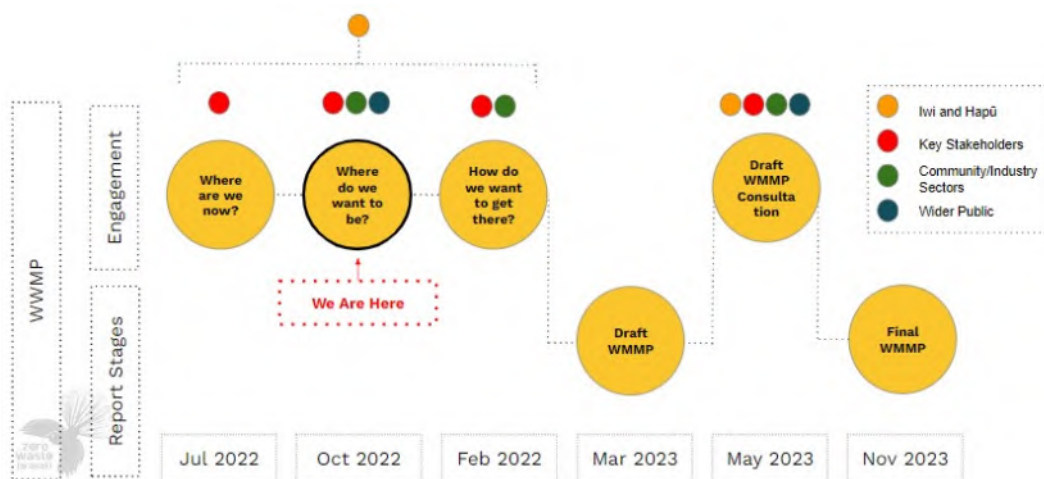 Where
are we
now?
Where
do we
want to
be?
How do
we want
to get
there?
Draft
WMMP
Consulta
tion
Iwi and Hapū
Key Stakeholders
Community/Industry
Sectors
Wider Public
WWMP
Engagement
Report Stages
We Are Here
Draft
WMMP
Final
WMMP
zero
waste
Jul 2022
Oct 2022
Feb 2022
Mar 2023
May 2023
Nov 2023